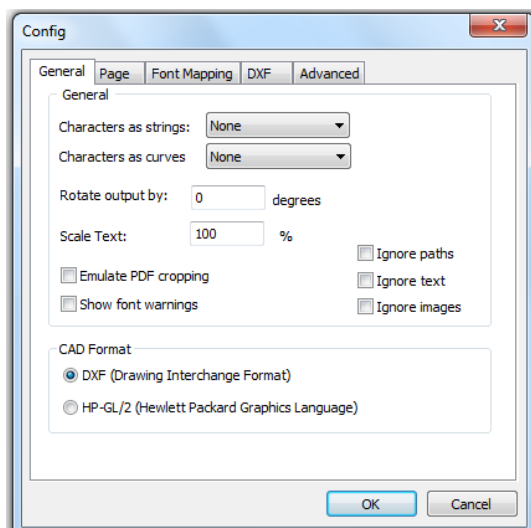 Config
General Page Font Mapping DXF Advanced
General
Characters as strings: None
Characters as curves None
Rotate output by: 0 degrees
Scale Text: 100 %
Ignore paths
Emulate PDF cropping Ignore text
Show font warnings Ignore images
CAD Format
DXF (Drawing Interchange Format)
HP-GL/2 (Hewlett Packard Graphics Language)
OK Cancel